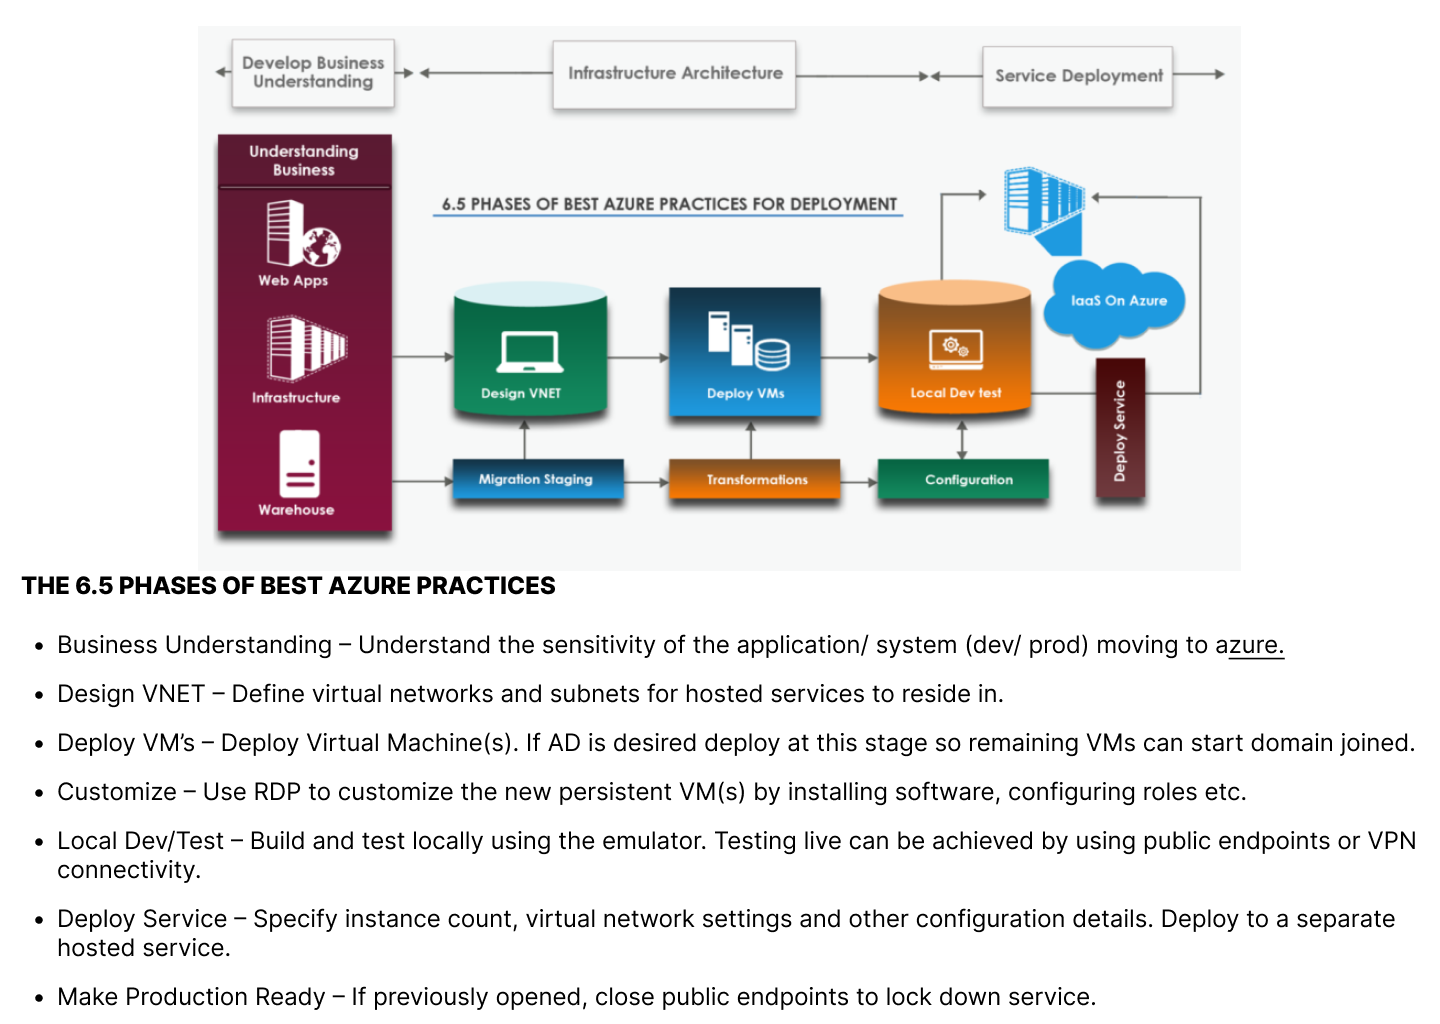 Develop Business
Understanding
Infrastructure Architecture
Service Deployment
Understanding
Business
6.5 PHASES OF BEST AZURE PRACTICES FOR DEPLOYMENT
Web Apps
IaaS On Azure
Infrastructure
Design VNET
Deploy VMs
Local Dev test
Deploy Service
Migration Staging
Transformations
Configuration
Warehouse
THE 6.5 PHASES OF BEST AZURE PRACTICES
• Business Understanding – Understand the sensitivity of the application/ system (dev/ prod) moving to azure.
• Design VNET – Define virtual networks and subnets for hosted services to reside in.
• Deploy VM’s – Deploy Virtual Machine(s). If AD is desired deploy at this stage so remaining VMs can start domain joined.
• Customize – Use RDP to customize the new persistent VM(s) by installing software, configuring roles etc.
• Local Dev/Test – Build and test locally using the emulator. Testing live can be achieved by using public endpoints or VPN
connectivity.
• Deploy Service – Specify instance count, virtual network settings and other configuration details. Deploy to a separate
hosted service.
• Make Production Ready – If previously opened, close public endpoints to lock down service.